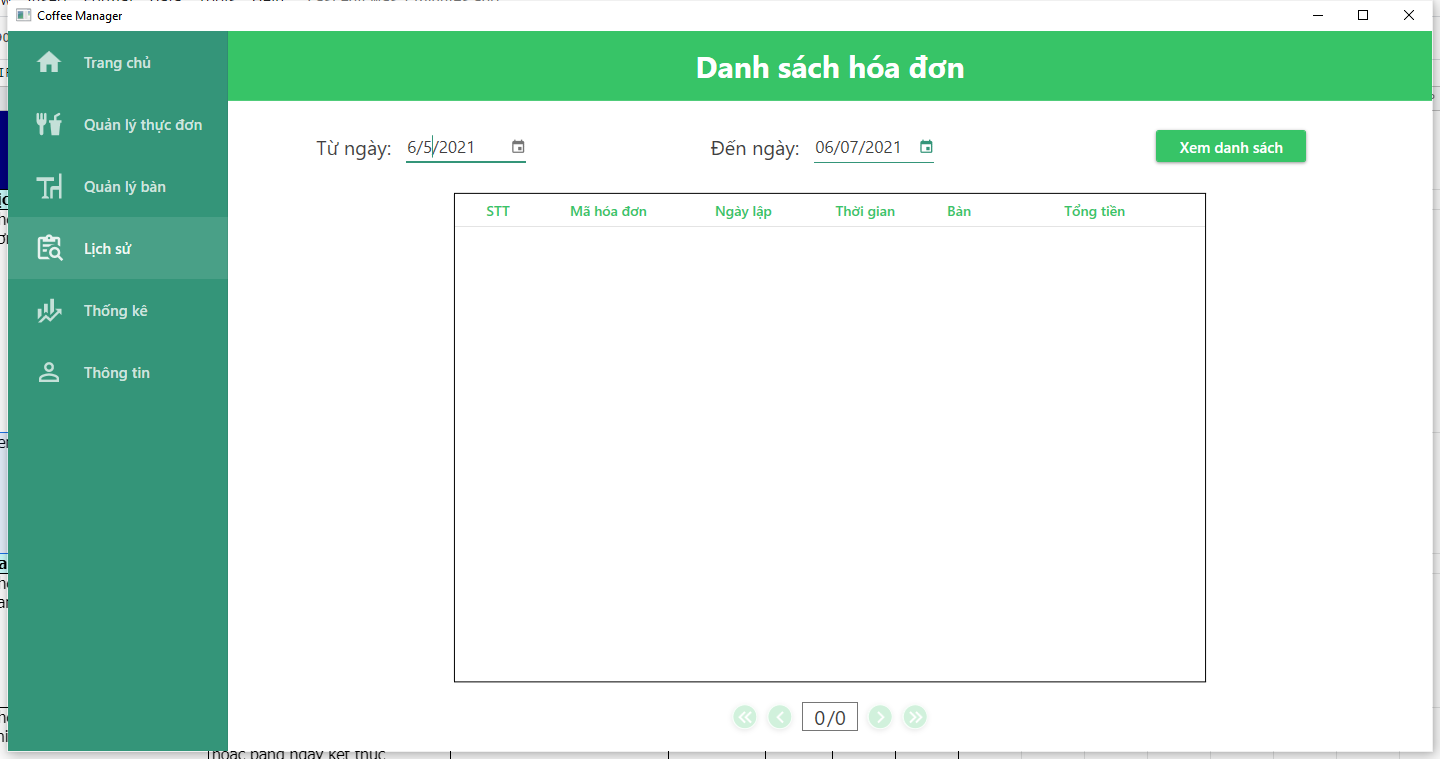 Coffee Manager
Trang chủ
Quản lý thực đơn
Quản lý bàn
Lịch sử
Thống kê
Thông tin
Danh sách hóa đơn
Từ ngày: 6/5/2021 Đến ngày: 06/07/2021 Xem danh sách
STT Mã hóa đơn Ngày lập Thời gian Bàn Tổng tiền
0/0
hoặc bằng ngày kết thúc